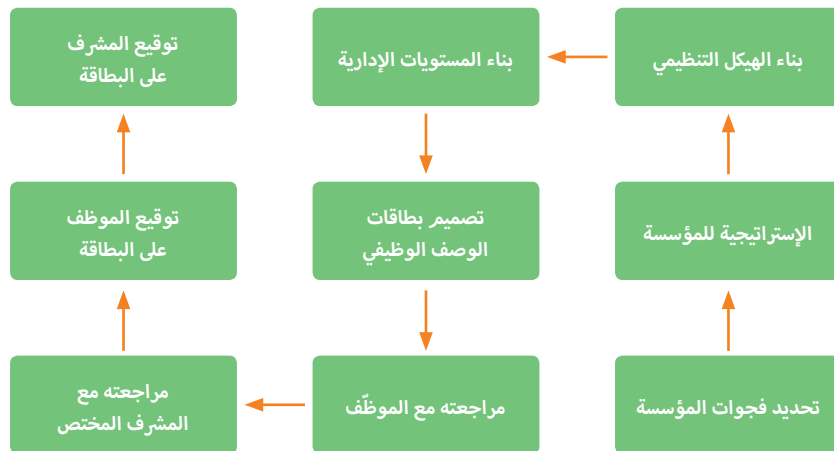 بناء الهيكل التنظيمي
بناء المستويات الإدارية
توقيع المشرف
على البطاقة
الإستراتيجية للمؤسسة
تصميم بطاقات
الوصف الوظيفي
توقيع الموظف
على البطاقة
تحديد فجوات المؤسسة
مراجعته مع الموظّف
مراجعته مع
المشرف المختص